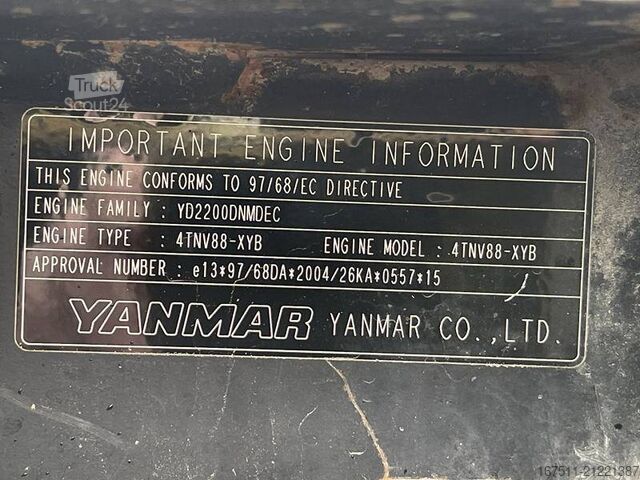 Truck
Scout24
IMPORTANT ENGINE INFORMATION
THIS ENGINE CONFORMS TO 97/68/EC DIRECTIVE
ENGINE FAMILY : YD2200DNMDEC
ENGINE TYPE : 4TNV88-XYB ENGINE MODEL : 4TNV88-XYB
APPROVAL NUMBER : e13*97/68DA*2004/26KA*0557*15
YANMAR YANMAR CO.,LTD.
167511-21221387